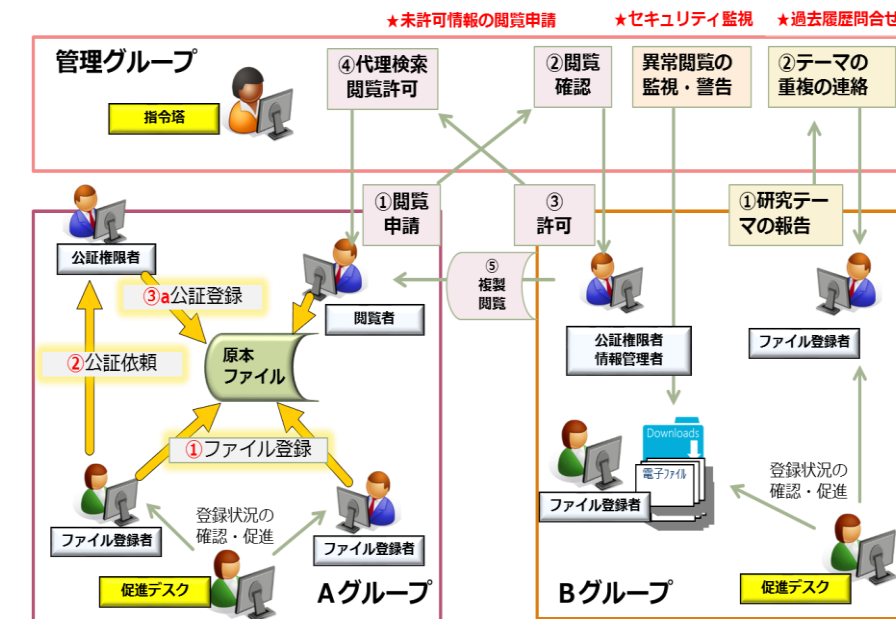 ★未許可情報の閲覧申請
★セキュリティ監視
★過去履歴問合せ
管理グループ
指令塔
④代理検索
閲覧許可
②閲覧
確認
異常閲覧の
監視・警告
②テーマの
重複の連絡
①閲覧
申請
③
許可
①研究テー
マの報告
公証権限者
③a公証登録
閲覧者
⑤
複製
閲覧
②公証依頼
原本
ファイル
公証権限者
情報管理者
ファイル登録者
①ファイル登録
Downloads
電子ファイル
ファイル登録者
登録状況の
確認・促進
ファイル登録者
登録状況の
確認・促進
ファイル登録者
促進デスク
Aグループ
Bグループ
促進デスク